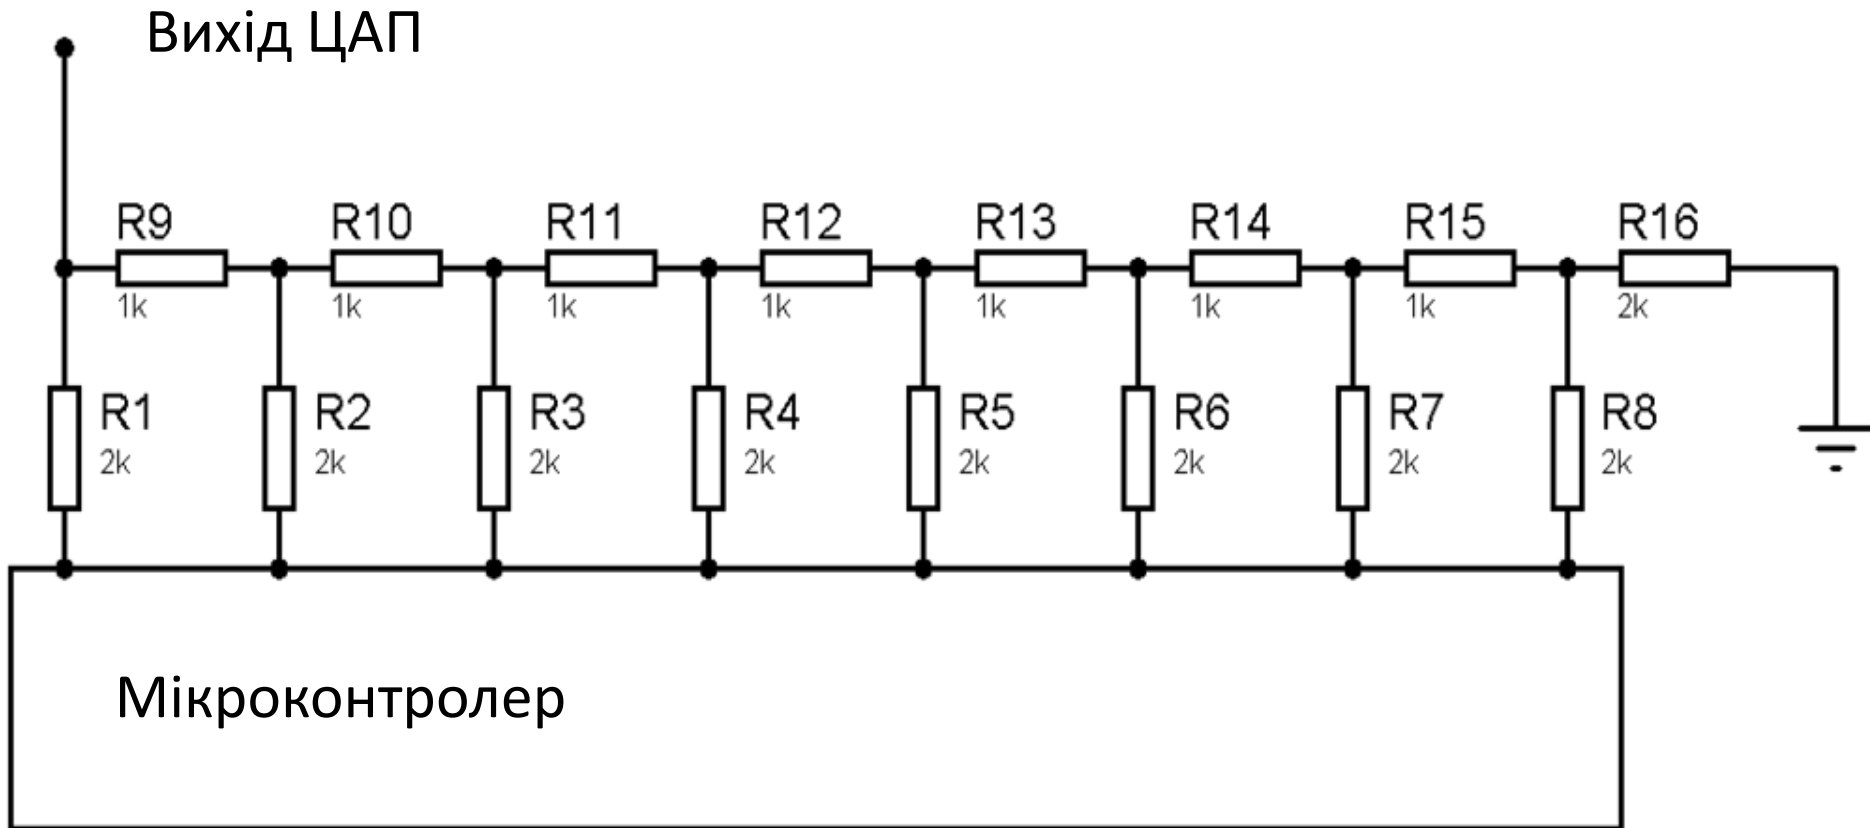 Вихід ЦАП
R9 R10 R11 R12 R13 R14 R15 R16
1k 1k 1k 1k 1k 1k 1k 2k
R1 R2 R3 R4 R5 R6 R7 R8
2k 2k 2k 2k 2k 2k 2k 2k
Мікроконтролер